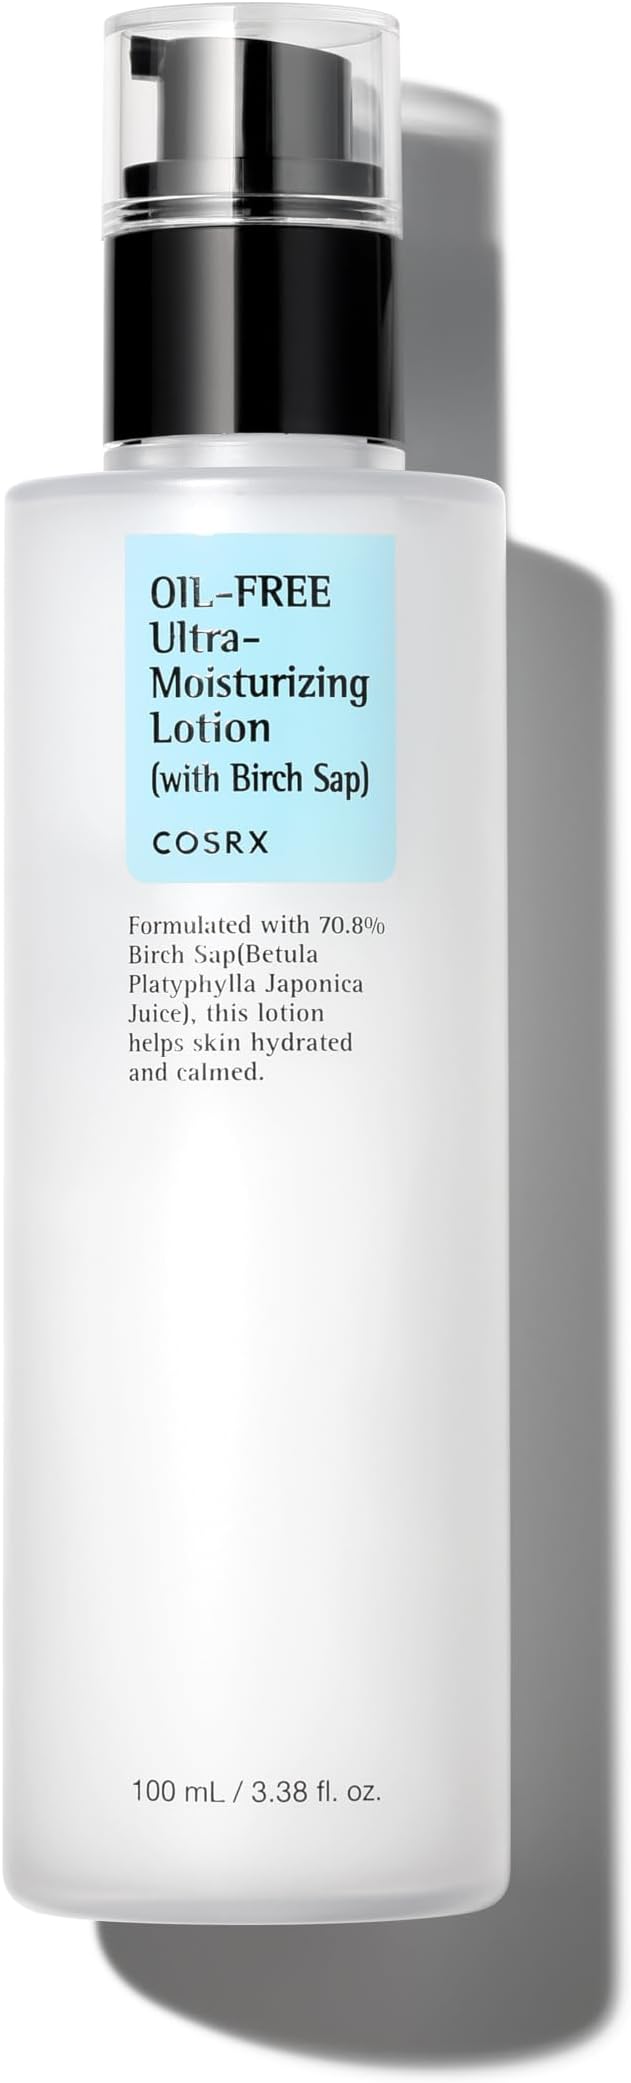 OIL-FREE
Ultra-
Moisturizing
Lotion
(with Birch Sap)
COSRX
Formulated with 70.8%
Birch Sap(Betula
Platyphylla Japonica
Juice), this lotion
helps skin hydrated
and calmed.
100 mL / 3.38 fl. oz.